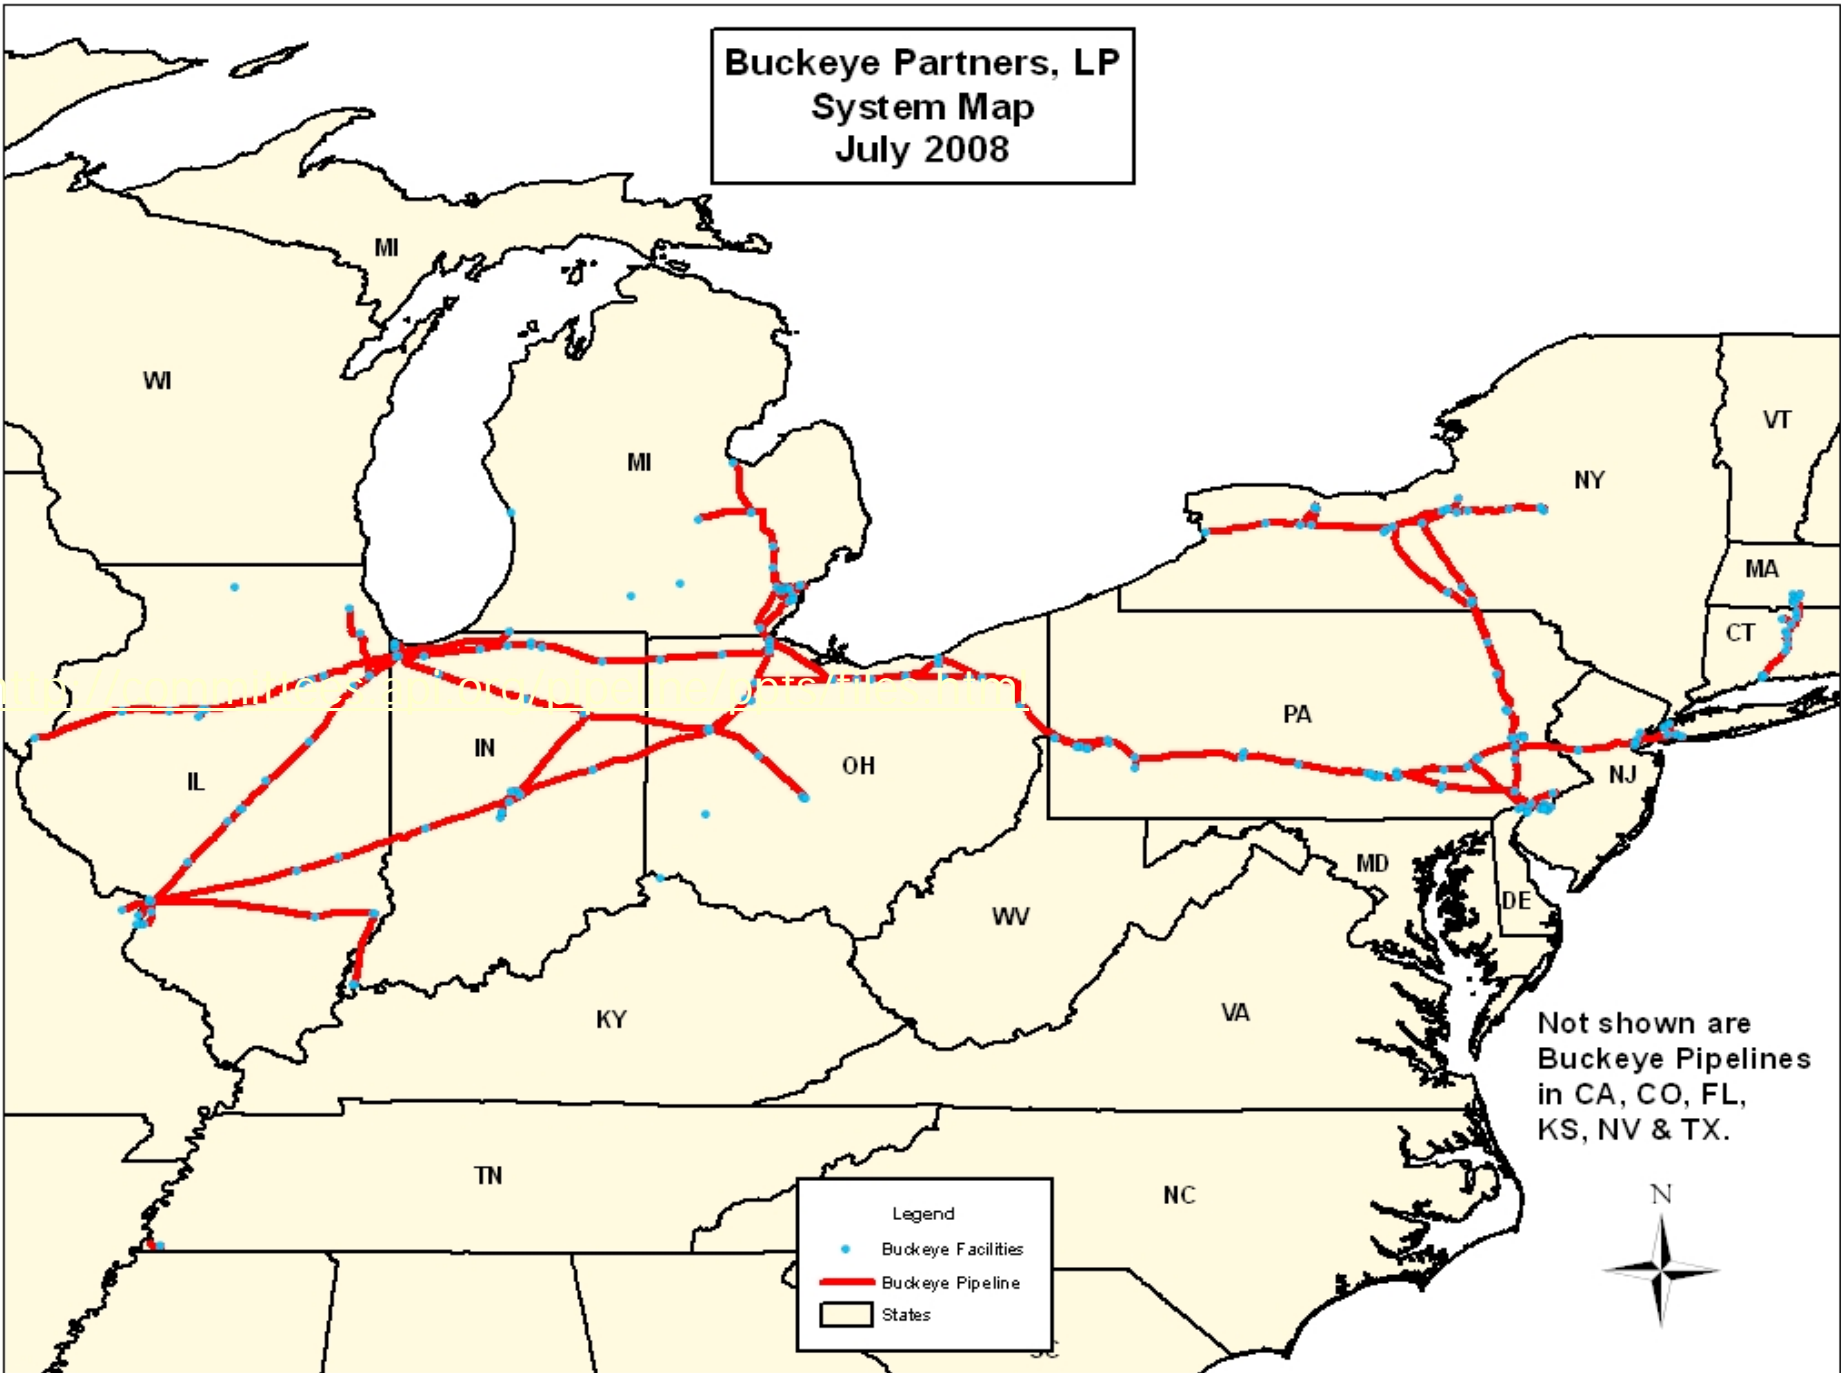 Buckeye Partners, LP
System Map
July 2008
MI
WI
MI
VT
NY
MA
CT
PA
IN
OH
IL
NJ
MD
DE
WV
VA
KY
Not shown are
Buckeye Pipelines
in CA, CO, FL,
KS, NV & TX.
TN
NC
N
Legend
Buckeye Facilities
Buckeye Pipeline
States